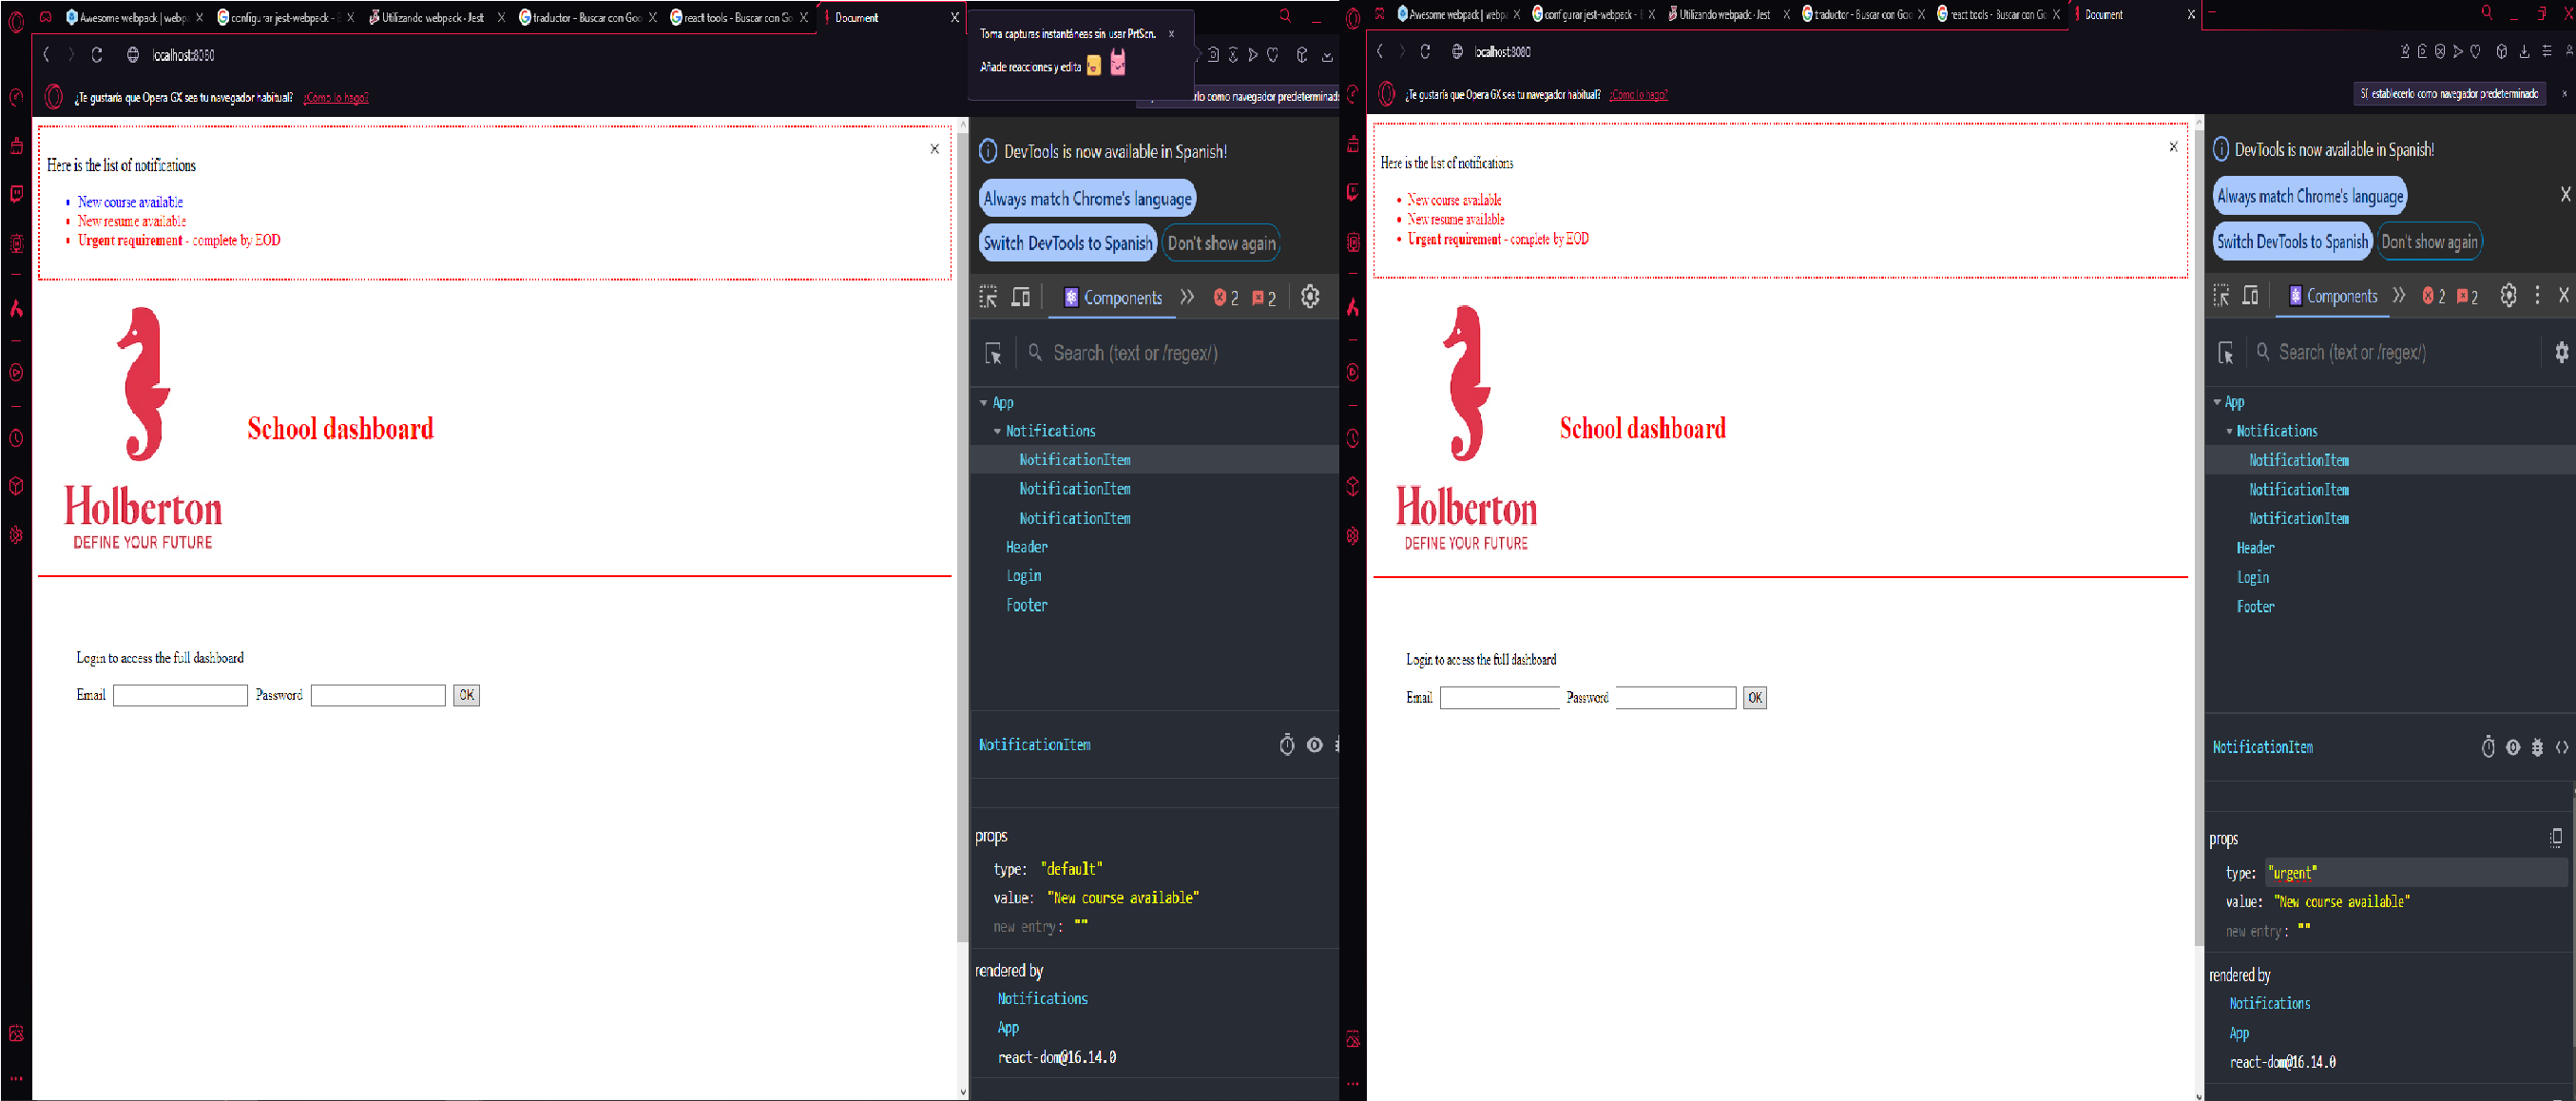 Awesome webpack | webpa
configurar jest-webpack - B
Utilizando webpack · Jest
traductor - Buscar con Goo
react tools - Buscar con Go
Document
localhost:8080
Toma capturas instantáneas sin usar PrtScn.
Añade reacciones y edita
¿Te gustaría que Opera GX sea tu navegador habitual? ¿Cómo lo hago?
lo como navegador predeterminado
Here is the list of notifications
New course available
New resume available
Urgent requirement - complete by EOD
School dashboard
Holberton
DEFINE YOUR FUTURE
Login to access the full dashboard
Email
Password
OK
DevTools is now available in Spanish!
Always match Chrome's language
Switch DevTools to Spanish
Don't show again
Components
2
2
Search (text or /regex/)
App
Notifications
NotificationItem
NotificationItem
NotificationItem
Header
Login
Footer
NotificationItem
props
type: "default"
value: "New course available"
new entry: ""
rendered by
Notifications
App
react-dom@16.14.0
Awesome webpack | webpa
configurar jest-webpack - B
Utilizando webpack · Jest
traductor - Buscar con Goo
react tools - Buscar con Go
Document
localhost:8080
¿Te gustaría que Opera GX sea tu navegador habitual? ¿Cómo lo hago?
Sí, establecerlo como navegador predeterminado
Here is the list of notifications
New course available
New resume available
Urgent requirement - complete by EOD
School dashboard
Holberton
DEFINE YOUR FUTURE
Login to access the full dashboard
Email
Password
OK
DevTools is now available in Spanish!
Always match Chrome's language
Switch DevTools to Spanish
Don't show again
Components
2
2
Search (text or /regex/)
App
Notifications
NotificationItem
NotificationItem
NotificationItem
Header
Login
Footer
NotificationItem
props
type: "urgent"
value: "New course available"
new entry: ""
rendered by
Notifications
App
react-dom@16.14.0